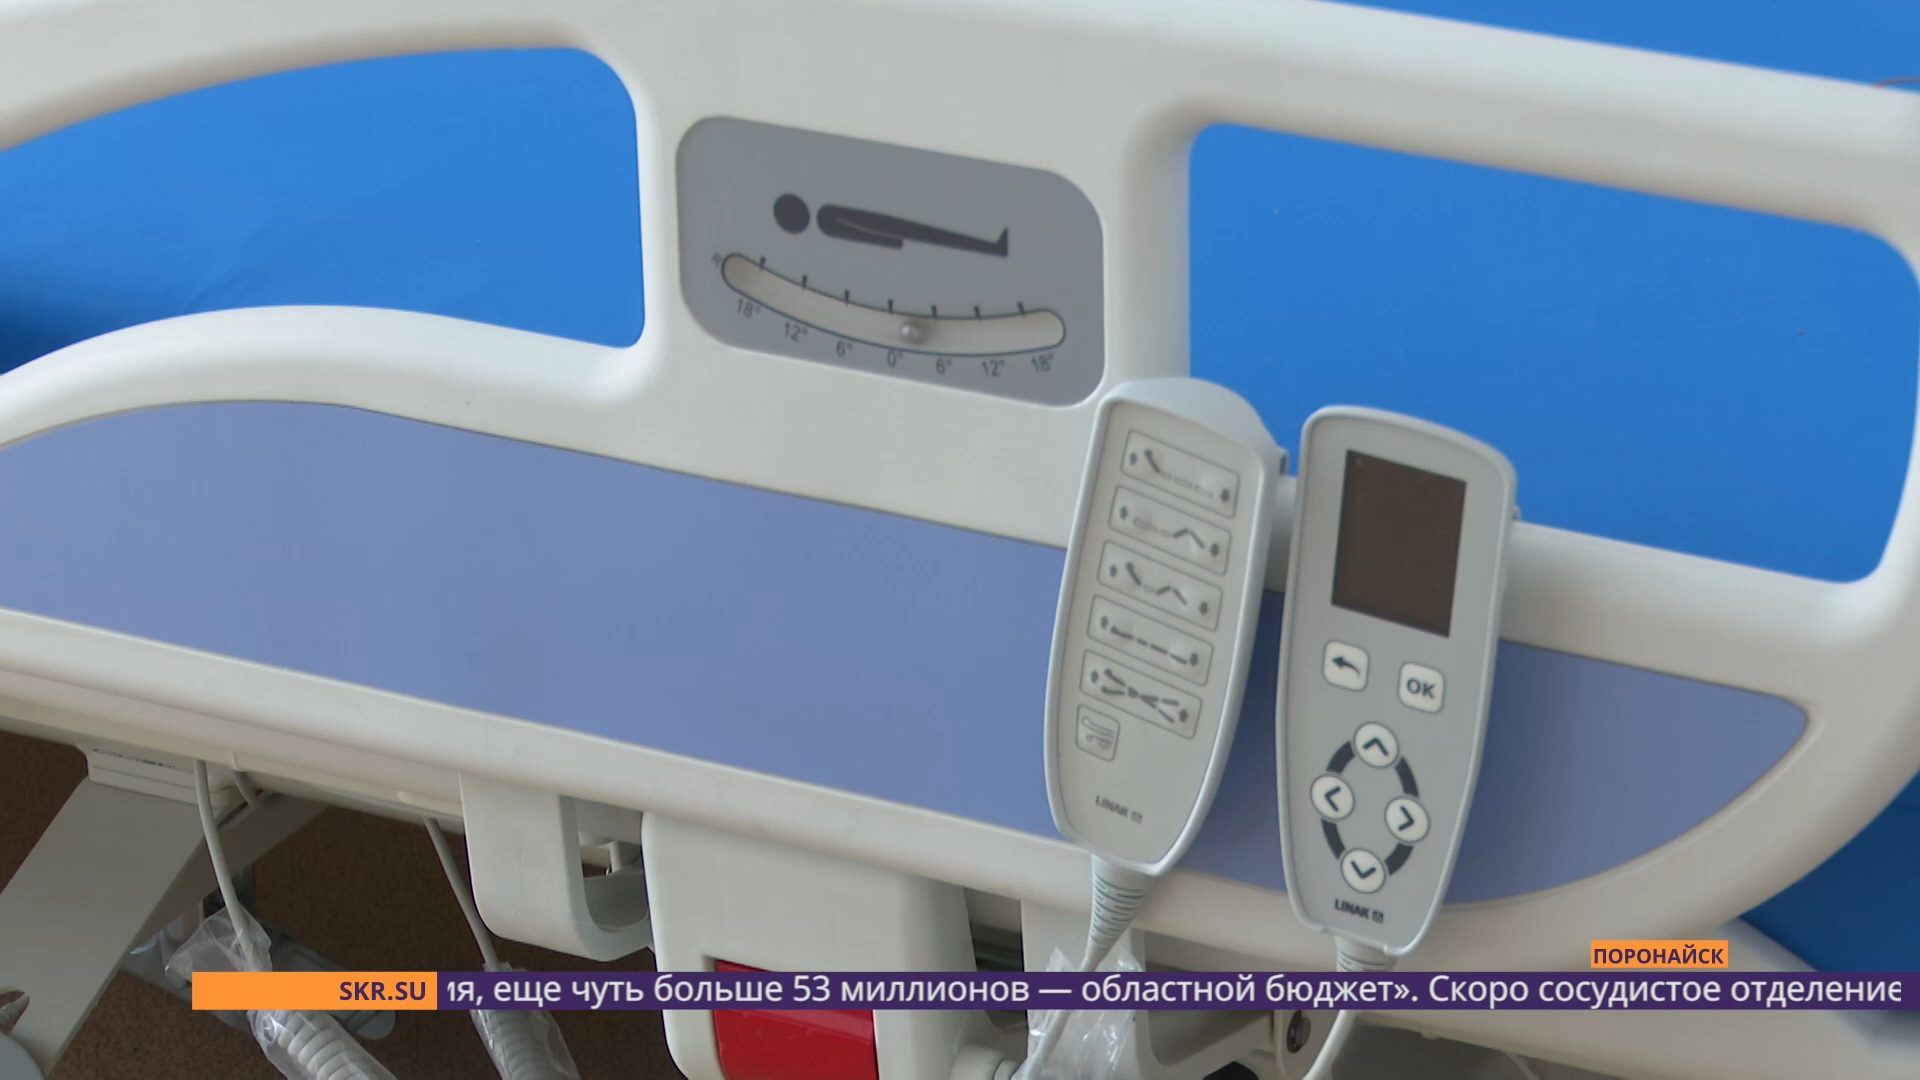 18° 12° 6° 0° 6° 12° 18°
OK
LINAK
LINAK
ПОРОНАЙСК
SKR.SU
ия, еще чуть больше 53 миллионов — областной бюджет». Скоро сосудистое отделение